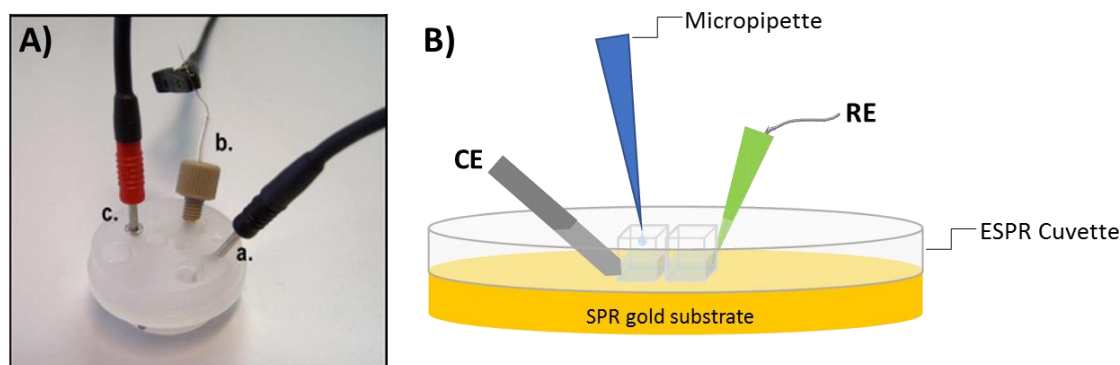 A)
b.
c.
a.
B)
Micropipette
RE
CE
ESPR Cuvette
SPR gold substrate